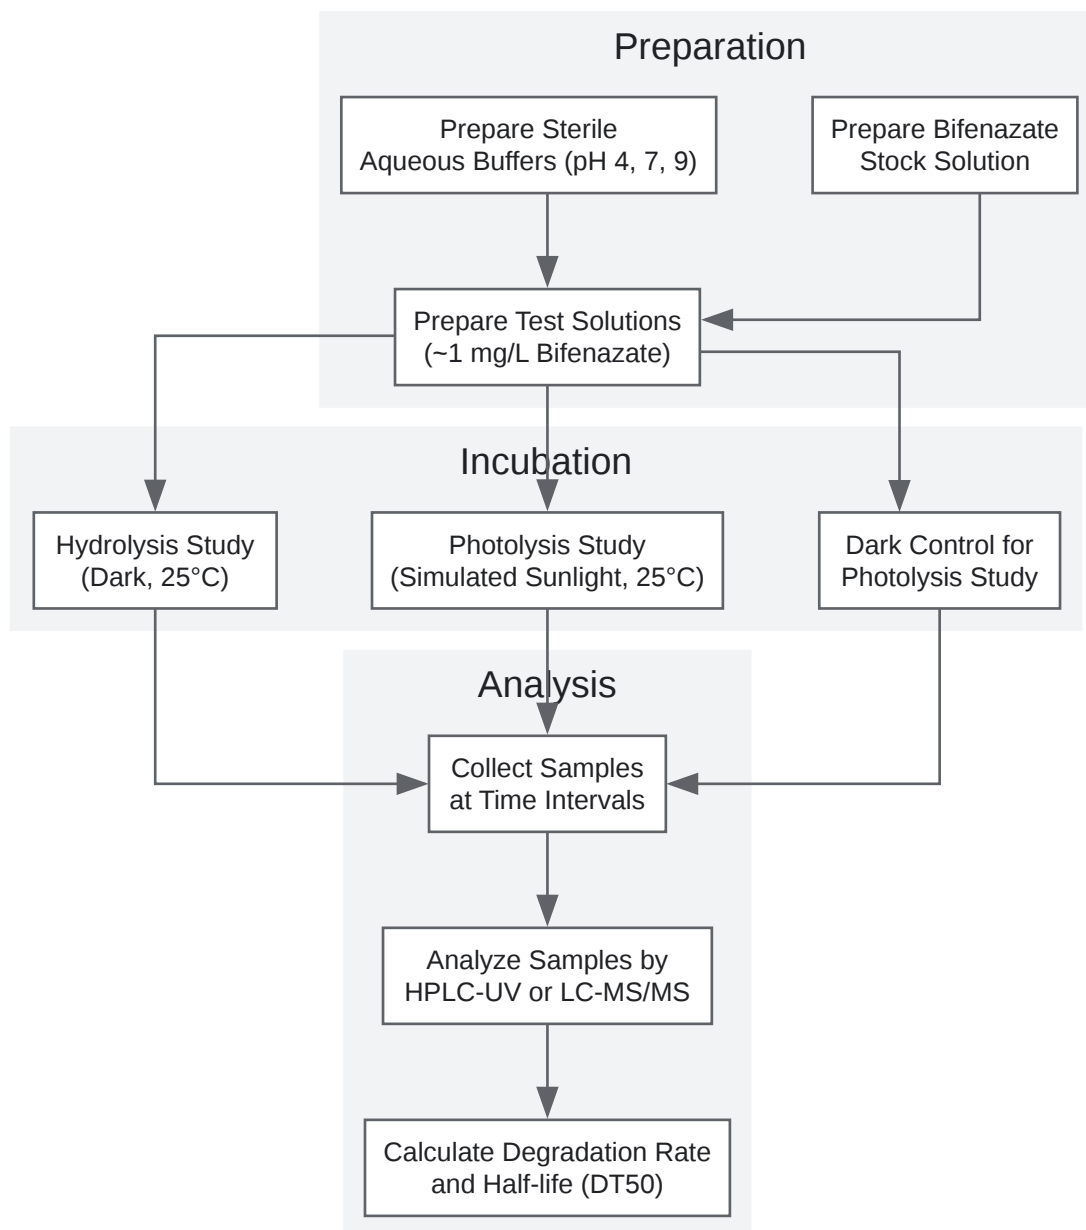 Preparation
Prepare Sterile
Aqueous Buffers (pH 4, 7, 9)
Prepare Bifenazate
Stock Solution
Prepare Test Solutions
(~1 mg/L Bifenazate)
Incubation
Hydrolysis Study
(Dark, 25°C)
Photolysis Study
(Simulated Sunlight, 25°C)
Dark Control for
Photolysis Study
Analysis
Collect Samples
at Time Intervals
Analyze Samples by
HPLC-UV or LC-MS/MS
Calculate Degradation Rate
and Half-life (DT50)